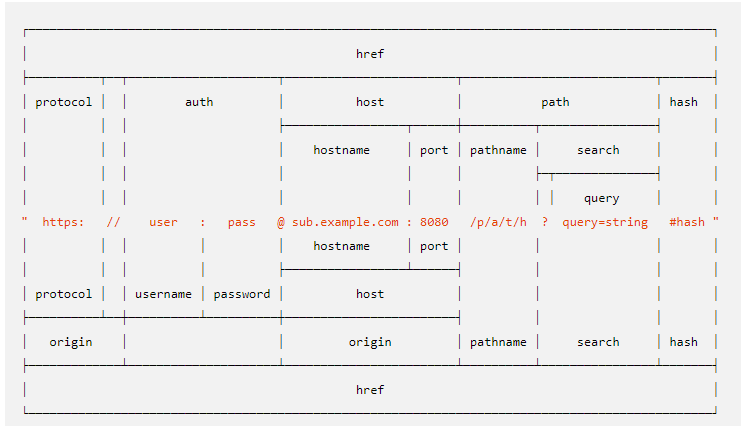 href
protocol auth host path hash
hostname port pathname search
query
" https: // user : pass @ sub.example.com : 8080 /p/a/t/h ? query=string #hash "
hostname port
protocol username password host
origin origin pathname search hash
href